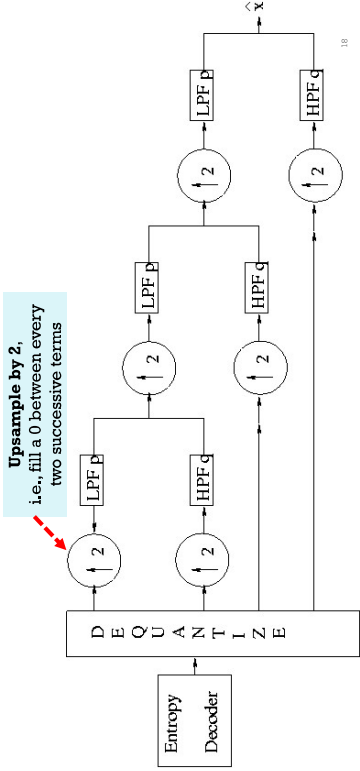 Upsample by 2,
i.e., fill a 0 between every
two successive terms
Entropy
Decoder
DEQUANTIZE
2
LPF p
2
HPF q
2
LPF p
2
HPF q
2
LPF p
2
HPF q
x̂
18